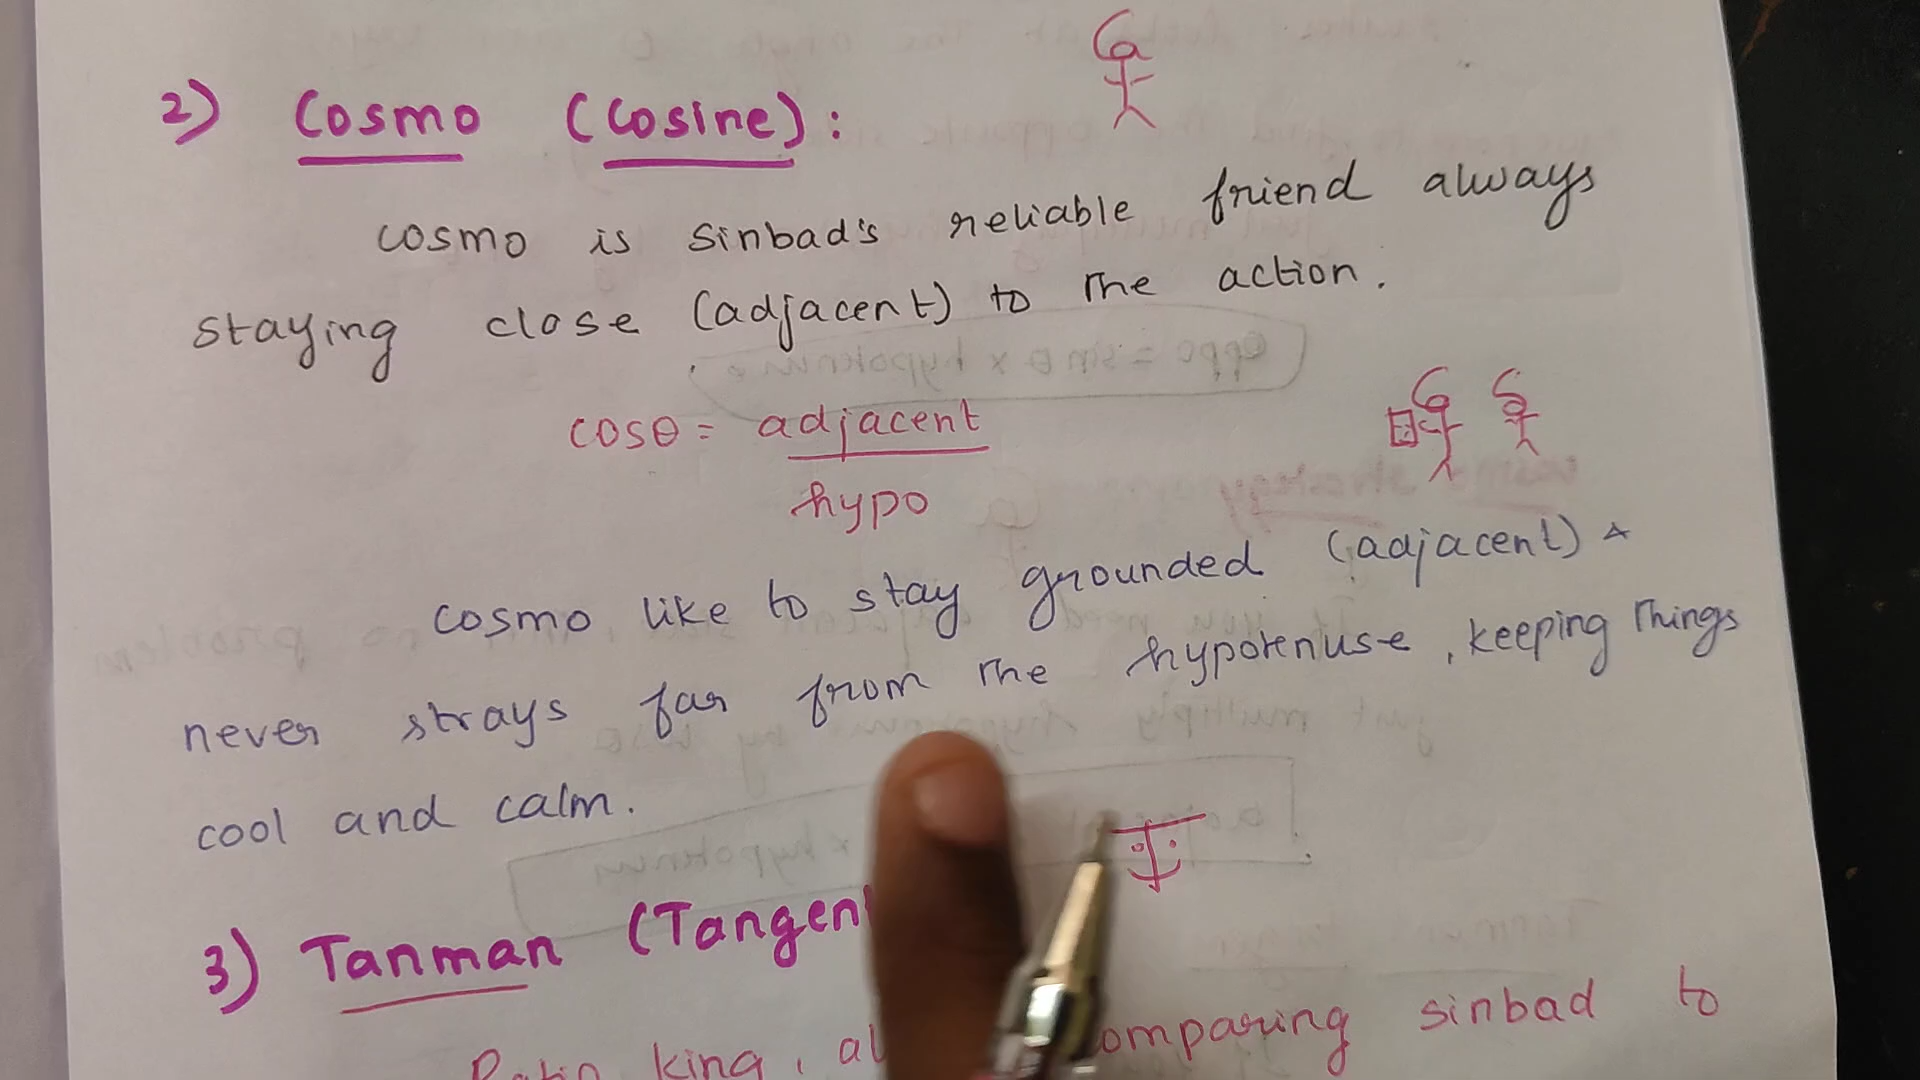 2) Cosmo (Cosine):
cosmo is sinbad's reliable friend always
staying close (adjacent) to the action.
cosθ = adjacent
hypo
cosmo like to stay grounded (adjacent) &
never strays far from the hypotenuse, keeping things
cool and calm.
3) Tanman (Tangen
king, comparing sinbad to